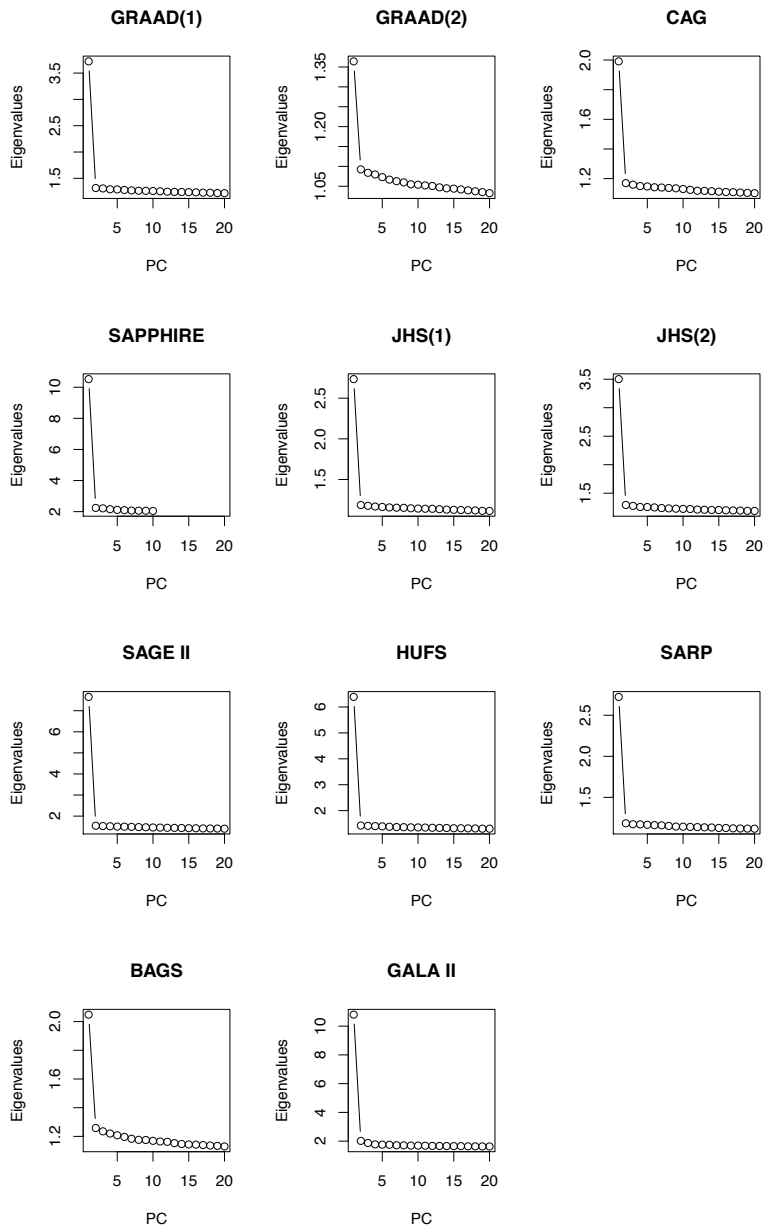 GRAAD(1) GRAAD(2) CAG
Eigenvalues
1.5 2.5 3.5
5 10 15 20
PC
Eigenvalues
1.05 1.20 1.35
5 10 15 20
PC
Eigenvalues
1.2 1.6 2.0
5 10 15 20
PC
SAPPHIRE JHS(1) JHS(2)
Eigenvalues
2 4 6 8 10
5 10 15 20
PC
Eigenvalues
1.5 2.0 2.5
5 10 15 20
PC
Eigenvalues
1.5 2.5 3.5
5 10 15 20
PC
SAGE II HUFS SARP
Eigenvalues
2 4 6
5 10 15 20
PC
Eigenvalues
2 3 4 5 6
5 10 15 20
PC
Eigenvalues
1.5 2.0 2.5
5 10 15 20
PC
BAGS GALA II
Eigenvalues
1.2 1.6 2.0
5 10 15 20
PC
Eigenvalues
2 4 6 8 10
5 10 15 20
PC